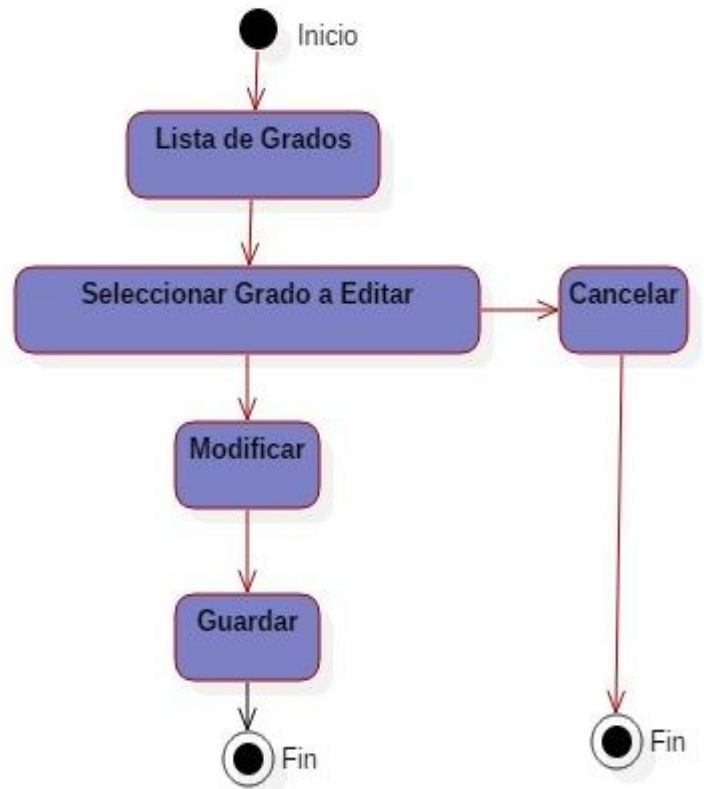 Inicio
Lista de Grados
Seleccionar Grado a Editar
Cancelar
Modificar
Guardar
Fin
Fin